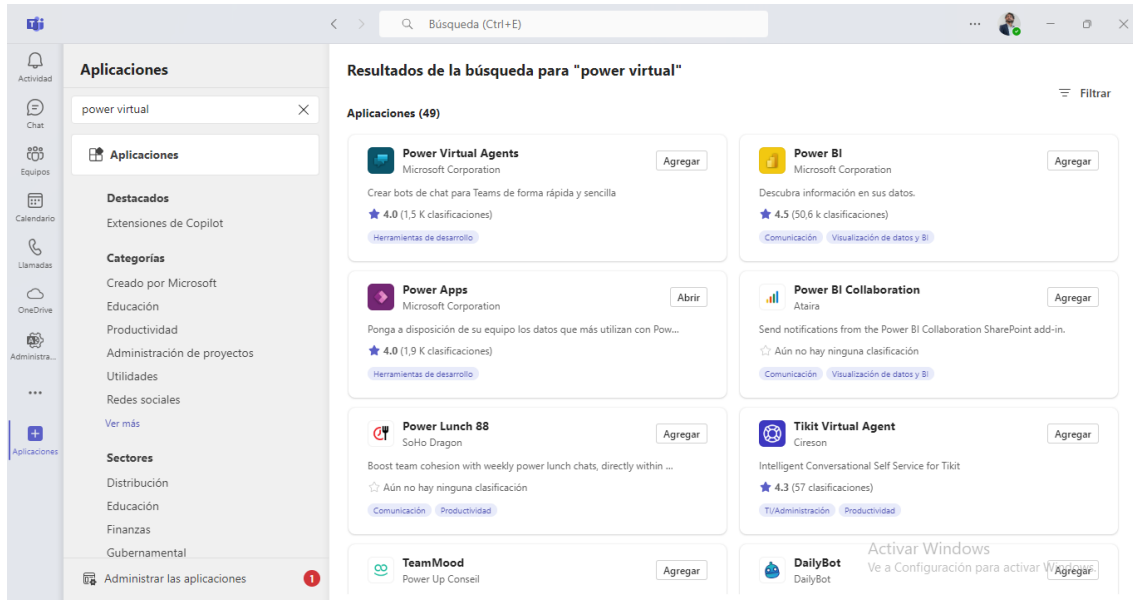 Búsqueda (Ctrl+E)
Actividad
Chat
Equipos
Calendario
Llamadas
OneDrive
Administra...
Aplicaciones
Aplicaciones
power virtual
Aplicaciones
Destacados
Extensiones de Copilot
Categorías
Creado por Microsoft
Educación
Productividad
Administración de proyectos
Utilidades
Redes sociales
Ver más
Sectores
Distribución
Educación
Finanzas
Gubernamental
Administrar las aplicaciones 1
Resultados de la búsqueda para "power virtual"
Filtrar
Aplicaciones (49)
Power Virtual Agents
Microsoft Corporation
Agregar
Crear bots de chat para Teams de forma rápida y sencilla
4.0 (1,5 K clasificaciones)
Herramientas de desarrollo
Power BI
Microsoft Corporation
Agregar
Descubra información en sus datos.
4.5 (50,6 k clasificaciones)
Comunicación Visualización de datos y BI
Power Apps
Microsoft Corporation
Abrir
Ponga a disposición de su equipo los datos que más utilizan con Pow...
4.0 (1,9 K clasificaciones)
Herramientas de desarrollo
Power BI Collaboration
Ataira
Agregar
Send notifications from the Power BI Collaboration SharePoint add-in.
Aún no hay ninguna clasificación
Comunicación Visualización de datos y BI
Power Lunch 88
SoHo Dragon
Agregar
Boost team cohesion with weekly power lunch chats, directly within ...
Aún no hay ninguna clasificación
Comunicación Productividad
Tikit Virtual Agent
Cireson
Agregar
Intelligent Conversational Self Service for Tikit
4.3 (57 clasificaciones)
TI/Administración Productividad
TeamMood
Power Up Conseil
Agregar
DailyBot
DailyBot
Agregar
Activar Windows
Ve a Configuración para activar Windows.